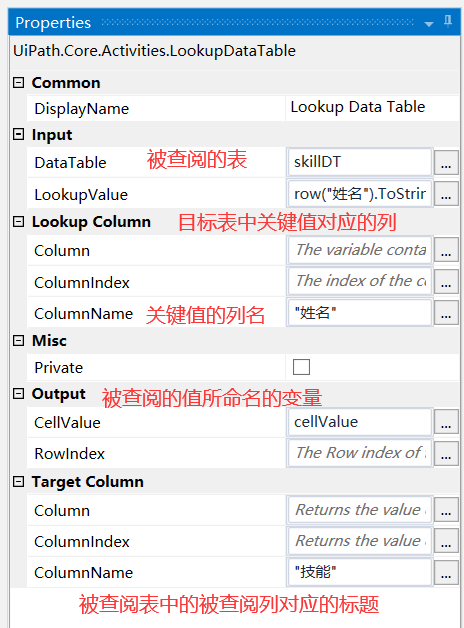 Properties
UiPath.Core.Activities.LookupDataTable
Common
DisplayName Lookup Data Table
Input
DataTable 被查阅的表 skillDT ...
LookupValue row("姓名").ToStrin ...
Lookup Column 目标表中关键值对应的列
Column The variable conta ...
ColumnIndex The index of the c ...
ColumnName 关键值的列名 "姓名" ...
Misc
Private
Output 被查阅的值所命名的变量
CellValue cellValue ...
RowIndex The Row index of ...
Target Column
Column Returns the value ...
ColumnIndex Returns the value ...
ColumnName "技能" ...
被查阅表中的被查阅列对应的标题